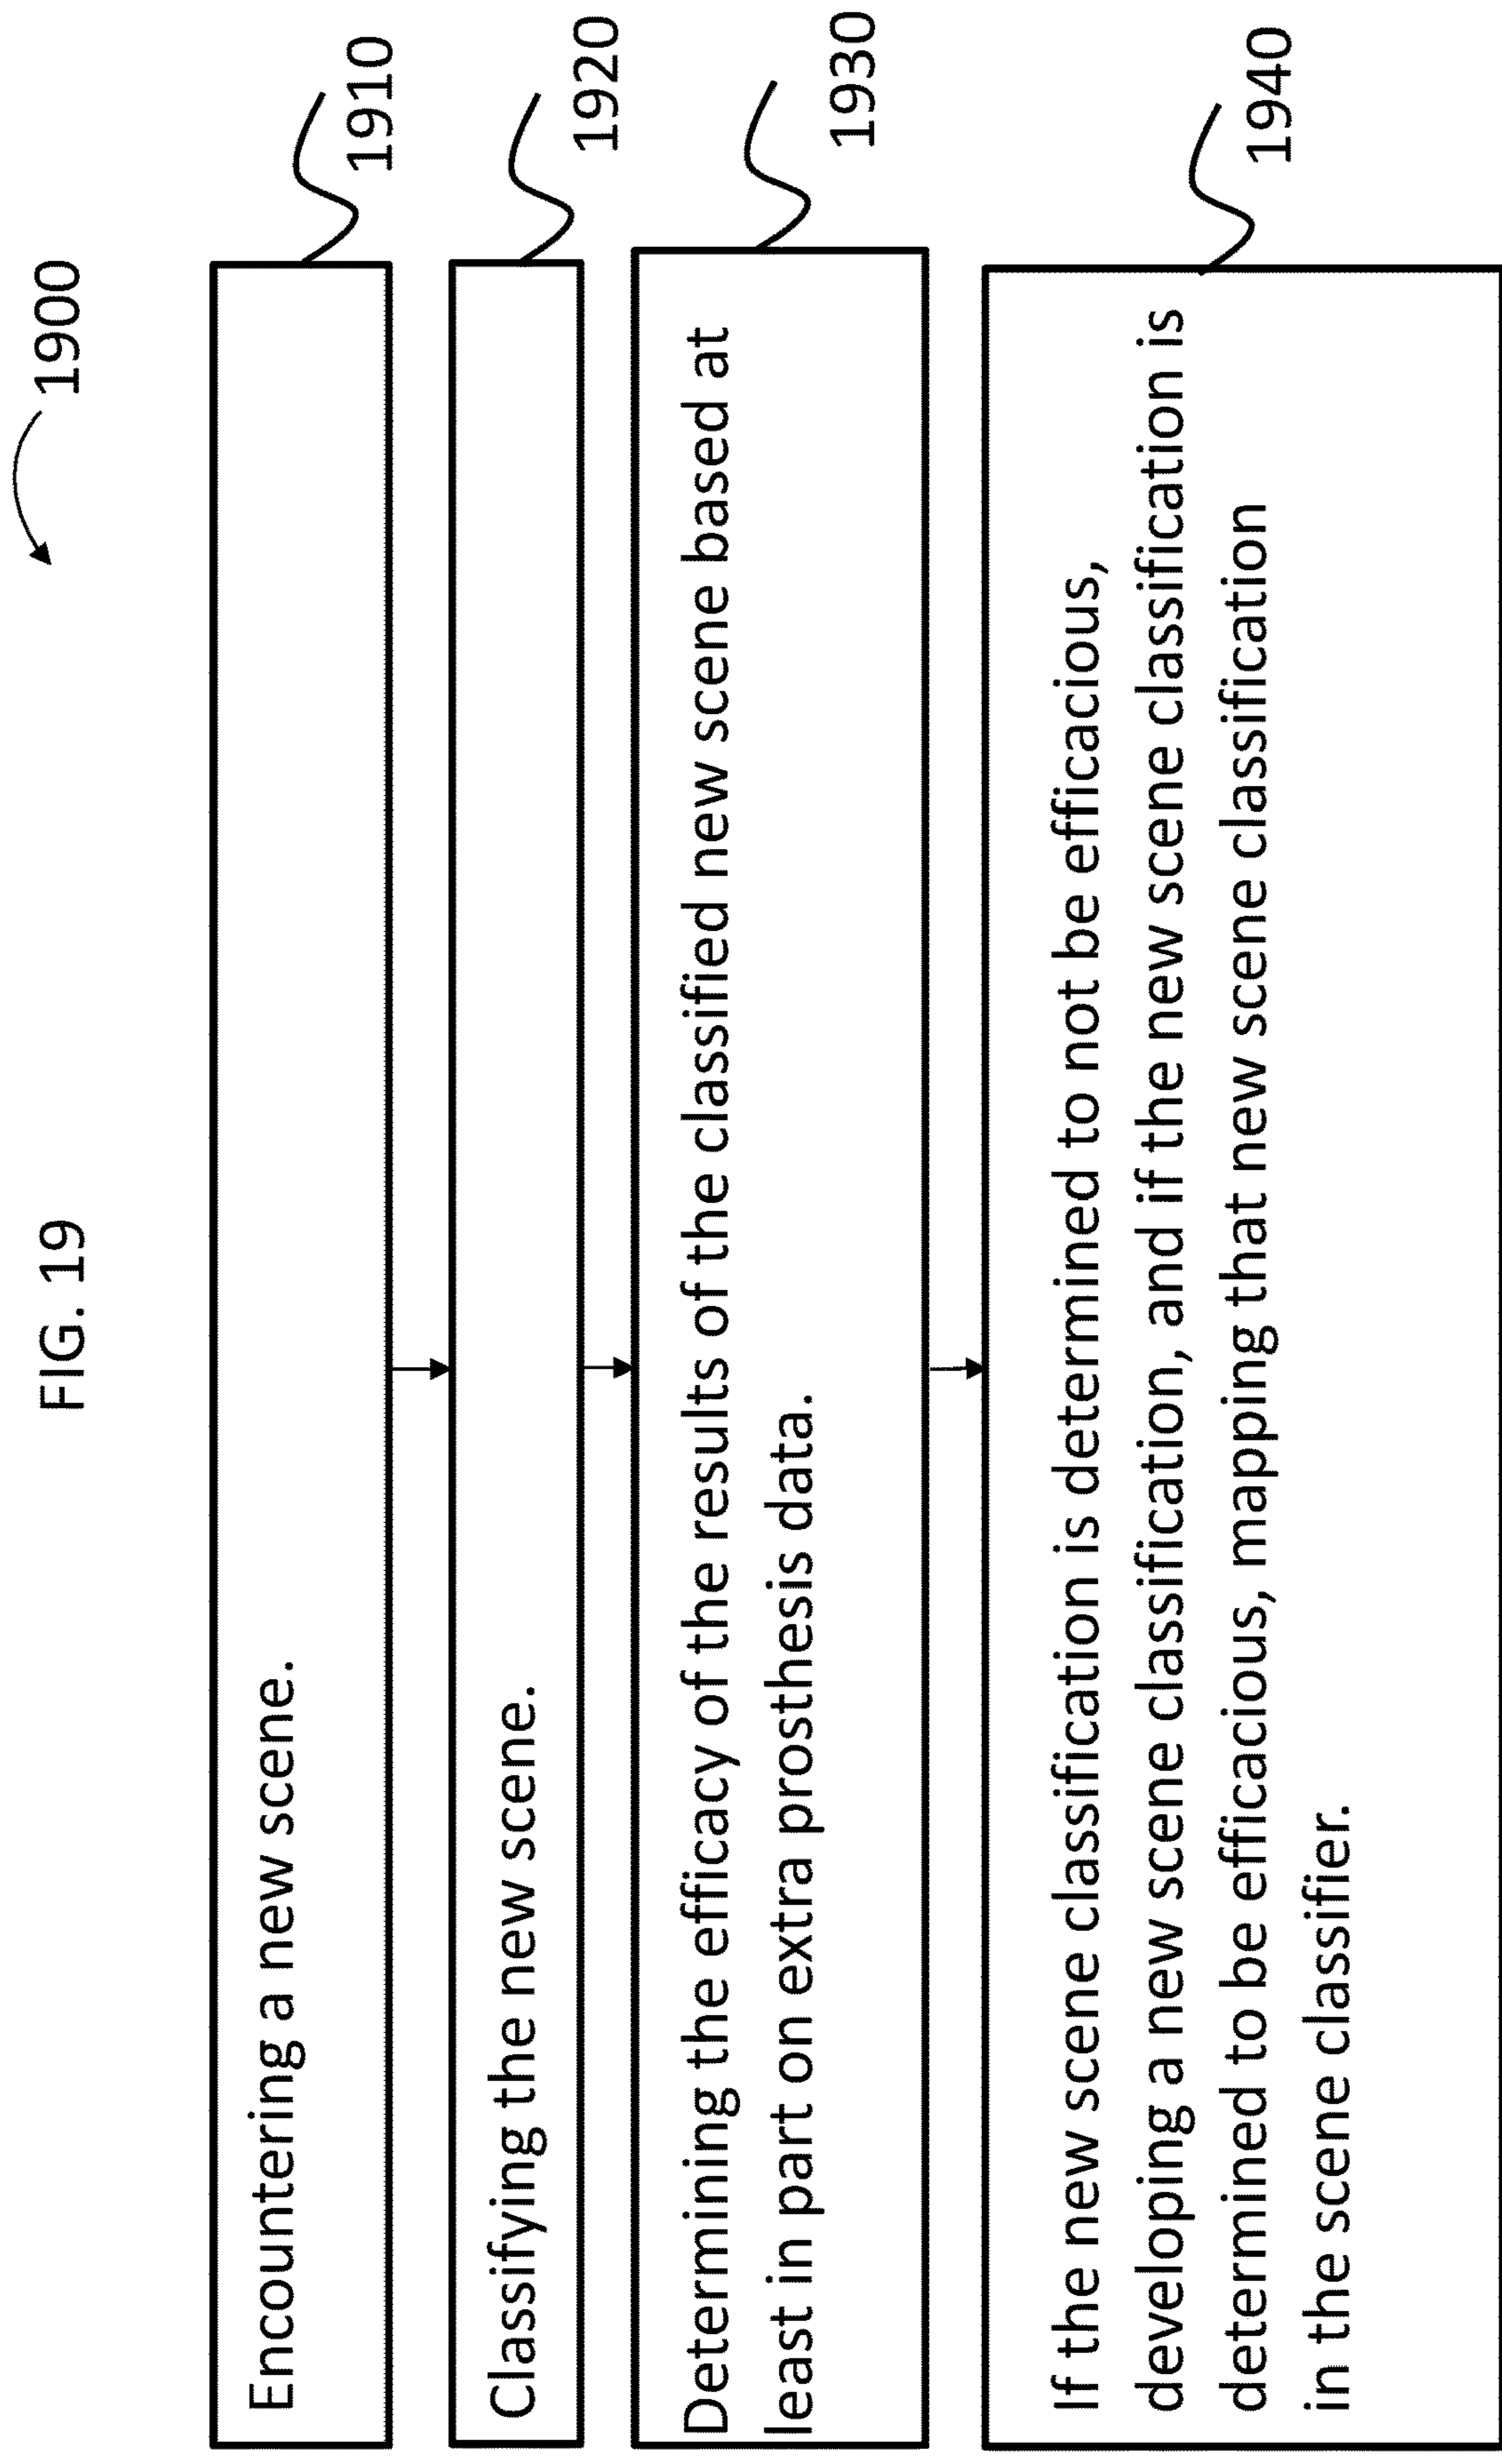 FIG. 19
1900
Encountering a new scene.
1910
Classifying the new scene.
1920
Determining the efficacy of the results of the classified new scene based at
least in part on extra prosthesis data.
1930
If the new scene classification is determined to not be efficacious,
developing a new scene classification, and if the new scene classification is
determined to be efficacious, mapping that new scene classification
in the scene classifier.
1940